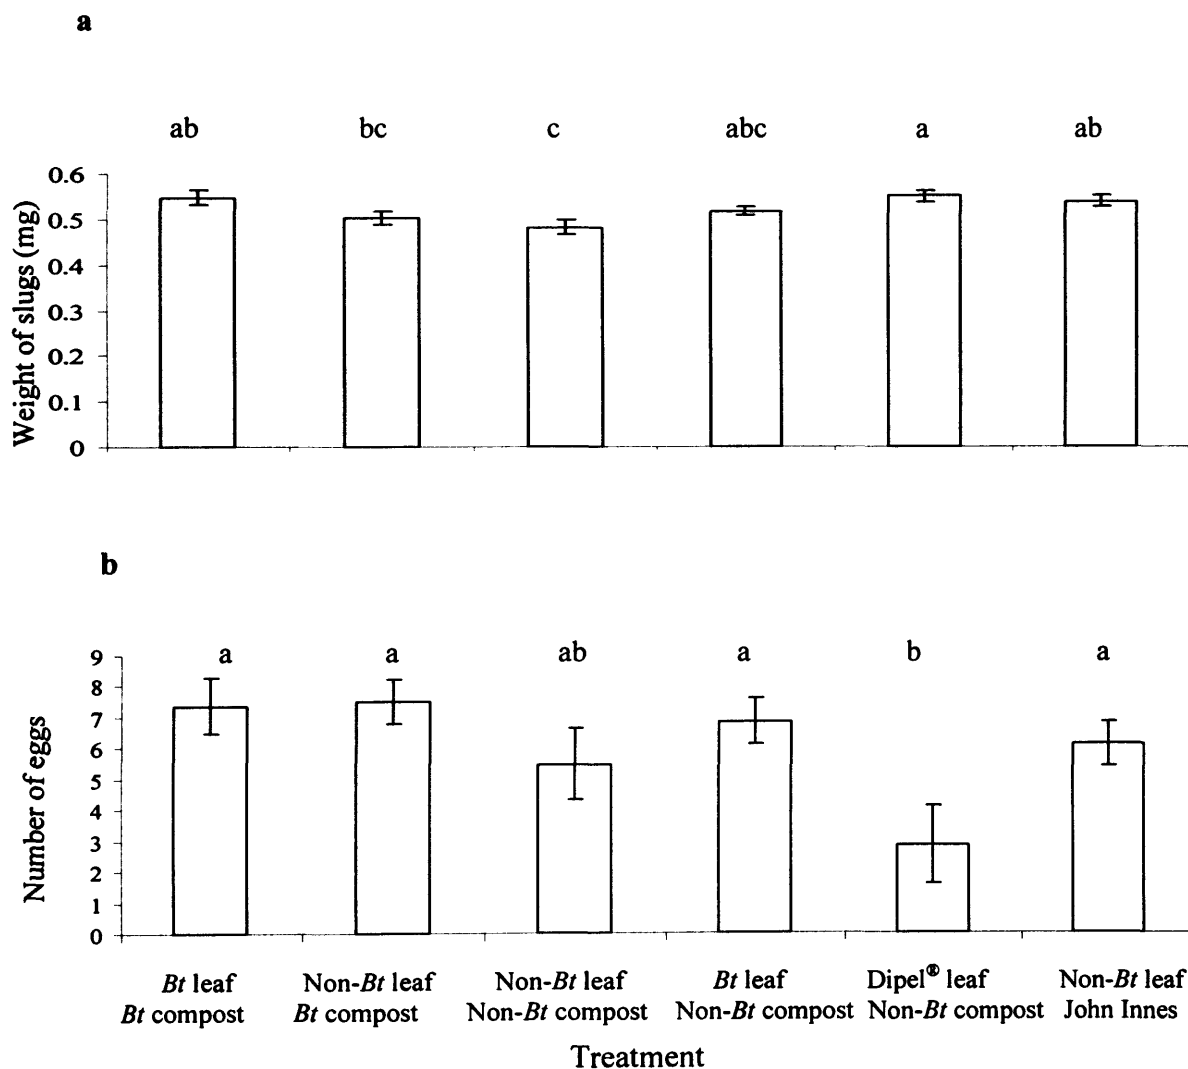 a
ab bc c abc a ab
Weight of slugs (mg)
0.6
0.5
0.4
0.3
0.2
0.1
0
b
a a ab a b a
Number of eggs
9
8
7
6
5
4
3
2
1
0
Bt leaf Non-Bt leaf Non-Bt leaf Bt leaf Dipel® leaf Non-Bt leaf
Bt compost Bt compost Non-Bt compost Non-Bt compost Non-Bt compost John Innes
Treatment